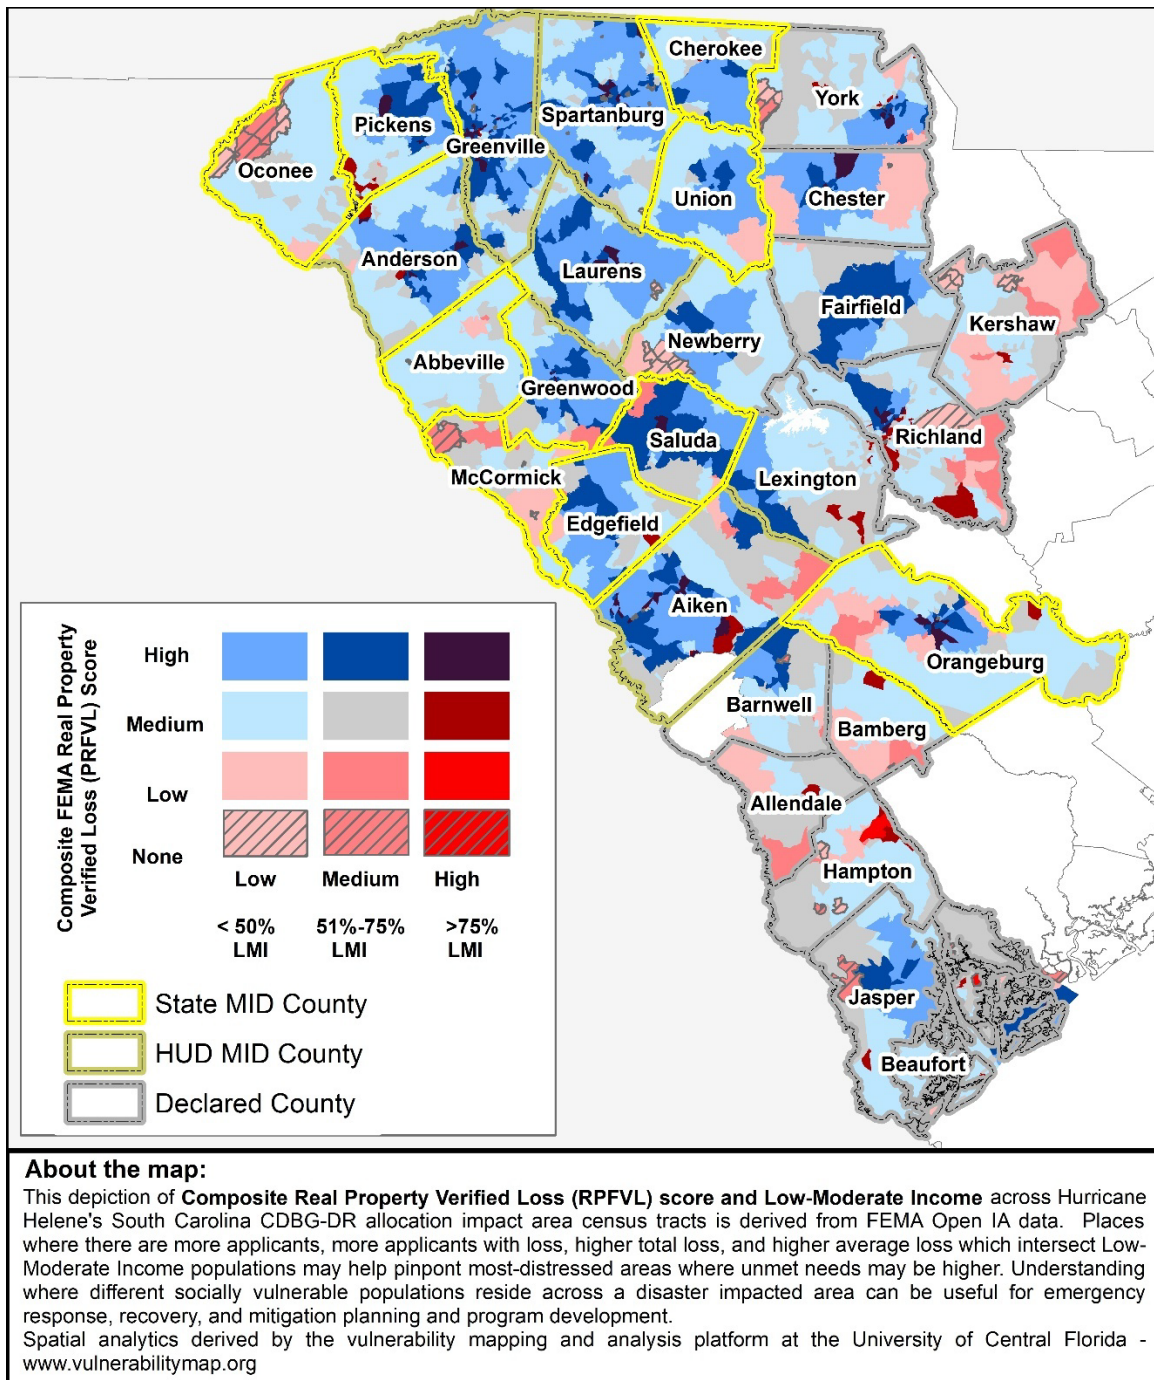 Cherokee
York
Pickens
Spartanburg
Greenville
Oconee
Union
Chester
Anderson
Laurens
Fairfield
Kershaw
Newberry
Abbeville
Greenwood
Saluda
Richland
McCormick
Lexington
Edgefield
Aiken
Orangeburg
Barnwell
Bamberg
Allendale
Hampton
Jasper
Beaufort
Composite FEMA Real Property
Verified Loss (PRFVL) Score
High
Medium
Low
None
Low Medium High
< 50% 51%-75% >75%
LMI LMI LMI
State MID County
HUD MID County
Declared County
About the map:
This depiction of Composite Real Property Verified Loss (RPFVL) score and Low-Moderate Income across Hurricane
Helene's South Carolina CDBG-DR allocation impact area census tracts is derived from FEMA Open IA data. Places
where there are more applicants, more applicants with loss, higher total loss, and higher average loss which intersect Low-
Moderate Income populations may help pinpont most-distressed areas where unmet needs may be higher. Understanding
where different socially vulnerable populations reside across a disaster impacted area can be useful for emergency
response, recovery, and mitigation planning and program development.
Spatial analytics derived by the vulnerability mapping and analysis platform at the University of Central Florida -
www.vulnerabilitymap.org